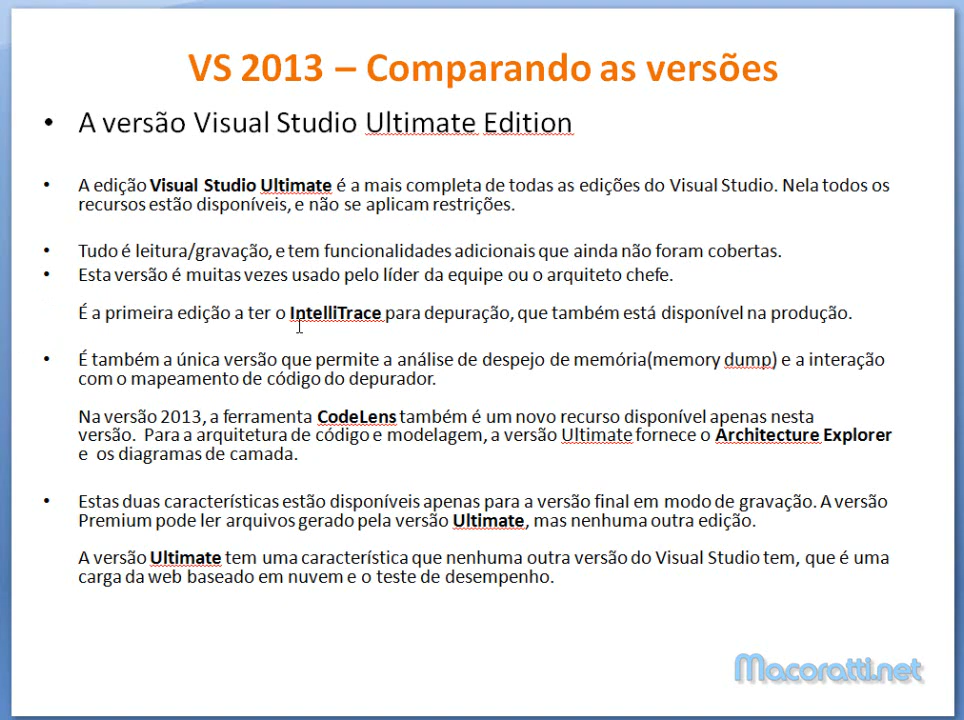 VS 2013 – Comparando as versões
• A versão Visual Studio Ultimate Edition
• A edição Visual Studio Ultimate é a mais completa de todas as edições do Visual Studio. Nela todos os
recursos estão disponíveis, e não se aplicam restrições.
• Tudo é leitura/gravação, e tem funcionalidades adicionais que ainda não foram cobertas.
• Esta versão é muitas vezes usado pelo líder da equipe ou o arquiteto chefe.
É a primeira edição a ter o IntelliTrace para depuração, que também está disponível na produção.
• É também a única versão que permite a análise de despejo de memória(memory dump) e a interação
com o mapeamento de código do depurador.
Na versão 2013, a ferramenta CodeLens também é um novo recurso disponível apenas nesta
versão. Para a arquitetura de código e modelagem, a versão Ultimate fornece o Architecture Explorer
e os diagramas de camada.
• Estas duas características estão disponíveis apenas para a versão final em modo de gravação. A versão
Premium pode ler arquivos gerado pela versão Ultimate, mas nenhuma outra edição.
A versão Ultimate tem uma característica que nenhuma outra versão do Visual Studio tem, que é uma
carga da web baseado em nuvem e o teste de desempenho.
Macoratti.net